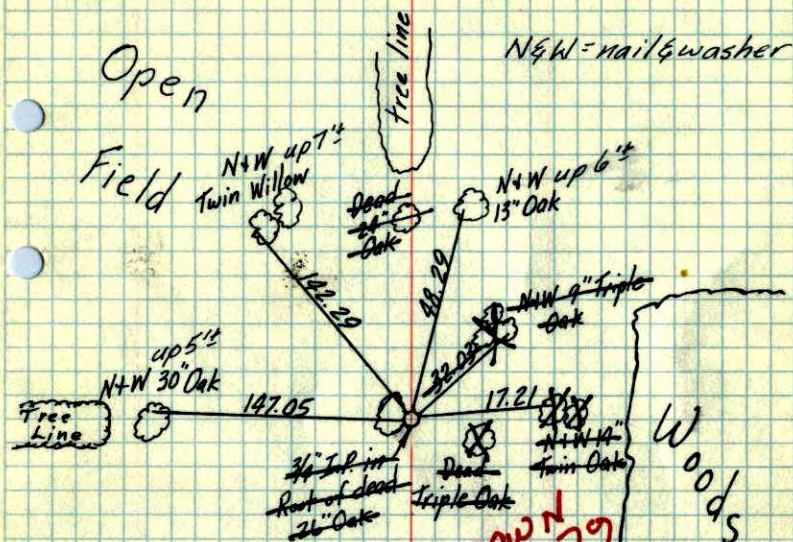 Open
Field
tree line
N&W = nail & washer
N+W up 7'±
Twin Willow
Dead
24"
Oak
N+W up 6'±
13" Oak
142.29
48.29
N+W 9" Triple
Oak
32.03
up 5'±
N+W 30" Oak
Tree
Line
147.05
17.21
N+W 14"
Twin Oak
Dead
Triple Oak
3/4" I.P. in
Root of dead
26" Oak
Woods